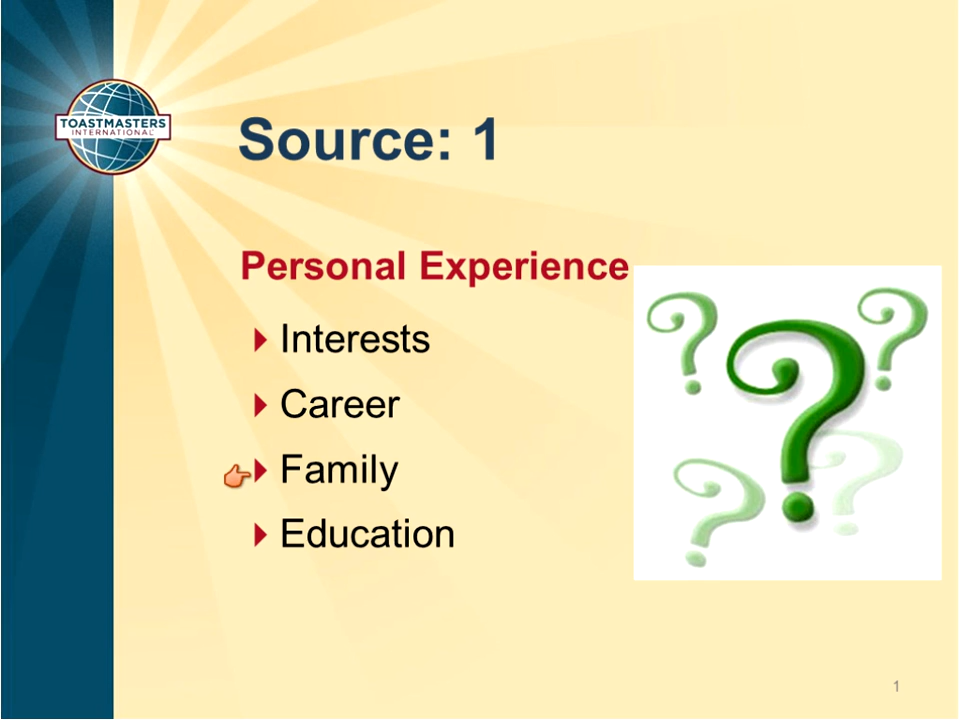 TOASTMASTERS
INTERNATIONAL
Source: 1
Personal Experience
Interests
Career
Family
Education
1